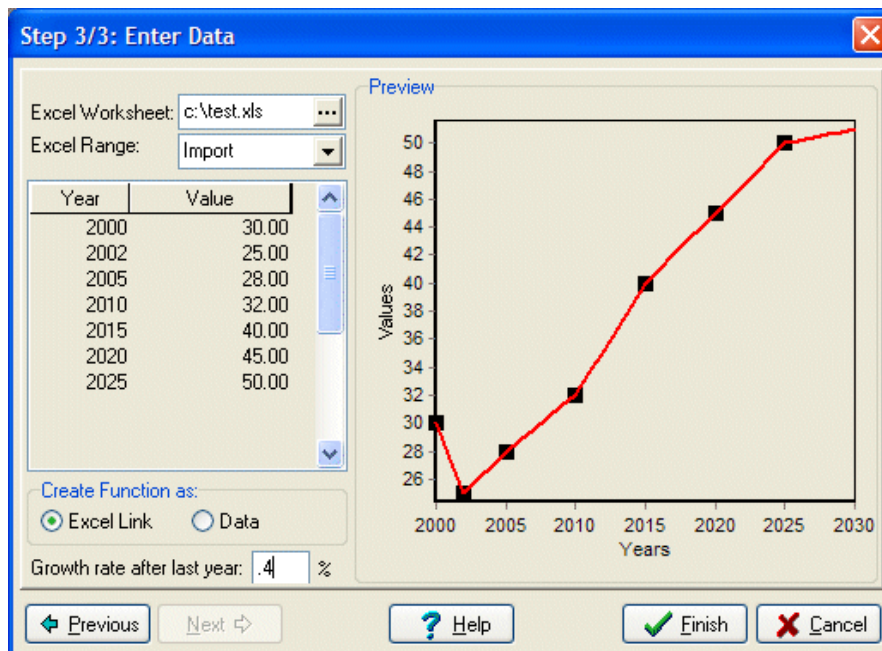 Step 3/3: Enter Data
Excel Worksheet: c:\test.xls ...
Excel Range: Import
Year Value
2000 30.00
2002 25.00
2005 28.00
2010 32.00
2015 40.00
2020 45.00
2025 50.00
Create Function as:
Excel Link Data
Growth rate after last year: .4 %
Preview
50
48
46
44
42
40
38
36
34
32
30
28
26
Values
2000 2005 2010 2015 2020 2025 2030
Years
Previous Next ? Help Finish Cancel